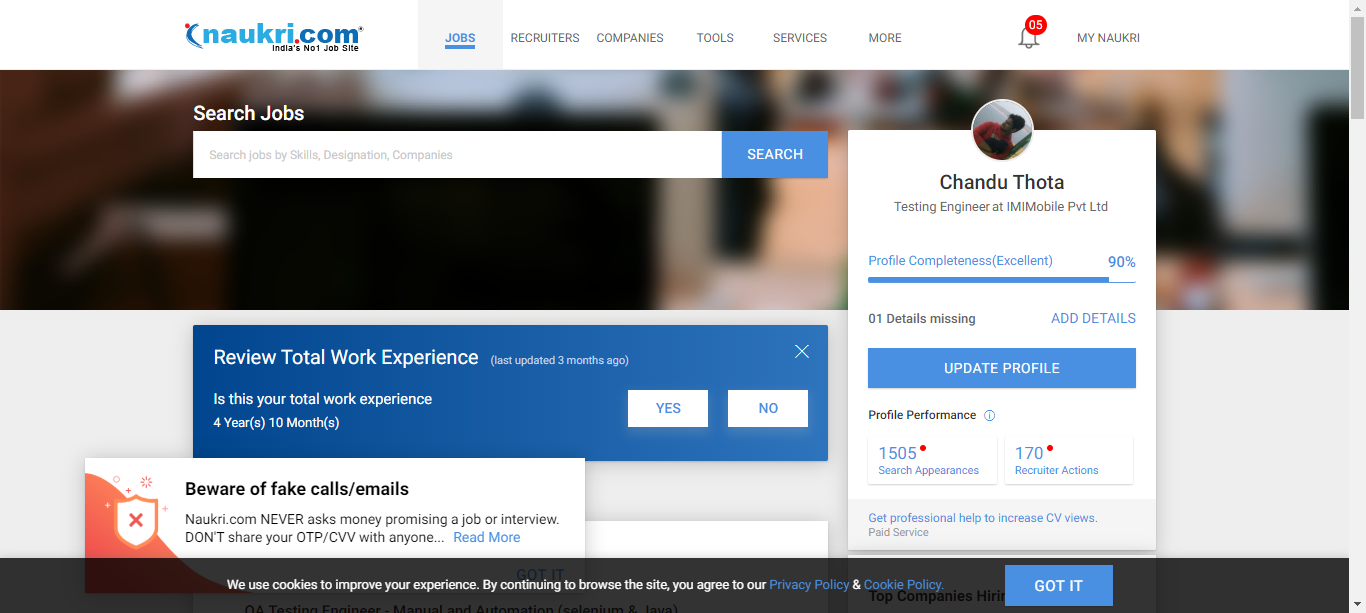 naukri.com
India's No1 Job Site
JOBS
RECRUITERS
COMPANIES
TOOLS
SERVICES
MORE
05
MY NAUKRI
Search Jobs
Search jobs by Skills, Designation, Companies
SEARCH
Chandu Thota
Testing Engineer at IMIMobile Pvt Ltd
Profile Completeness(Excellent) 90%
01 Details missing ADD DETAILS
UPDATE PROFILE
Profile Performance
1505
Search Appearances
170
Recruiter Actions
Get professional help to increase CV views.
Paid Service
Review Total Work Experience (last updated 3 months ago)
Is this your total work experience
4 Year(s) 10 Month(s)
YES
NO
Beware of fake calls/emails
Naukri.com NEVER asks money promising a job or interview.
DON'T share your OTP/CVV with anyone... Read More
GOT IT
We use cookies to improve your experience. By continuing to browse the site, you agree to our Privacy Policy & Cookie Policy.
GOT IT
QA Testing Engineer - Manual and Automation (selenium & Java)
Top Companies Hirin